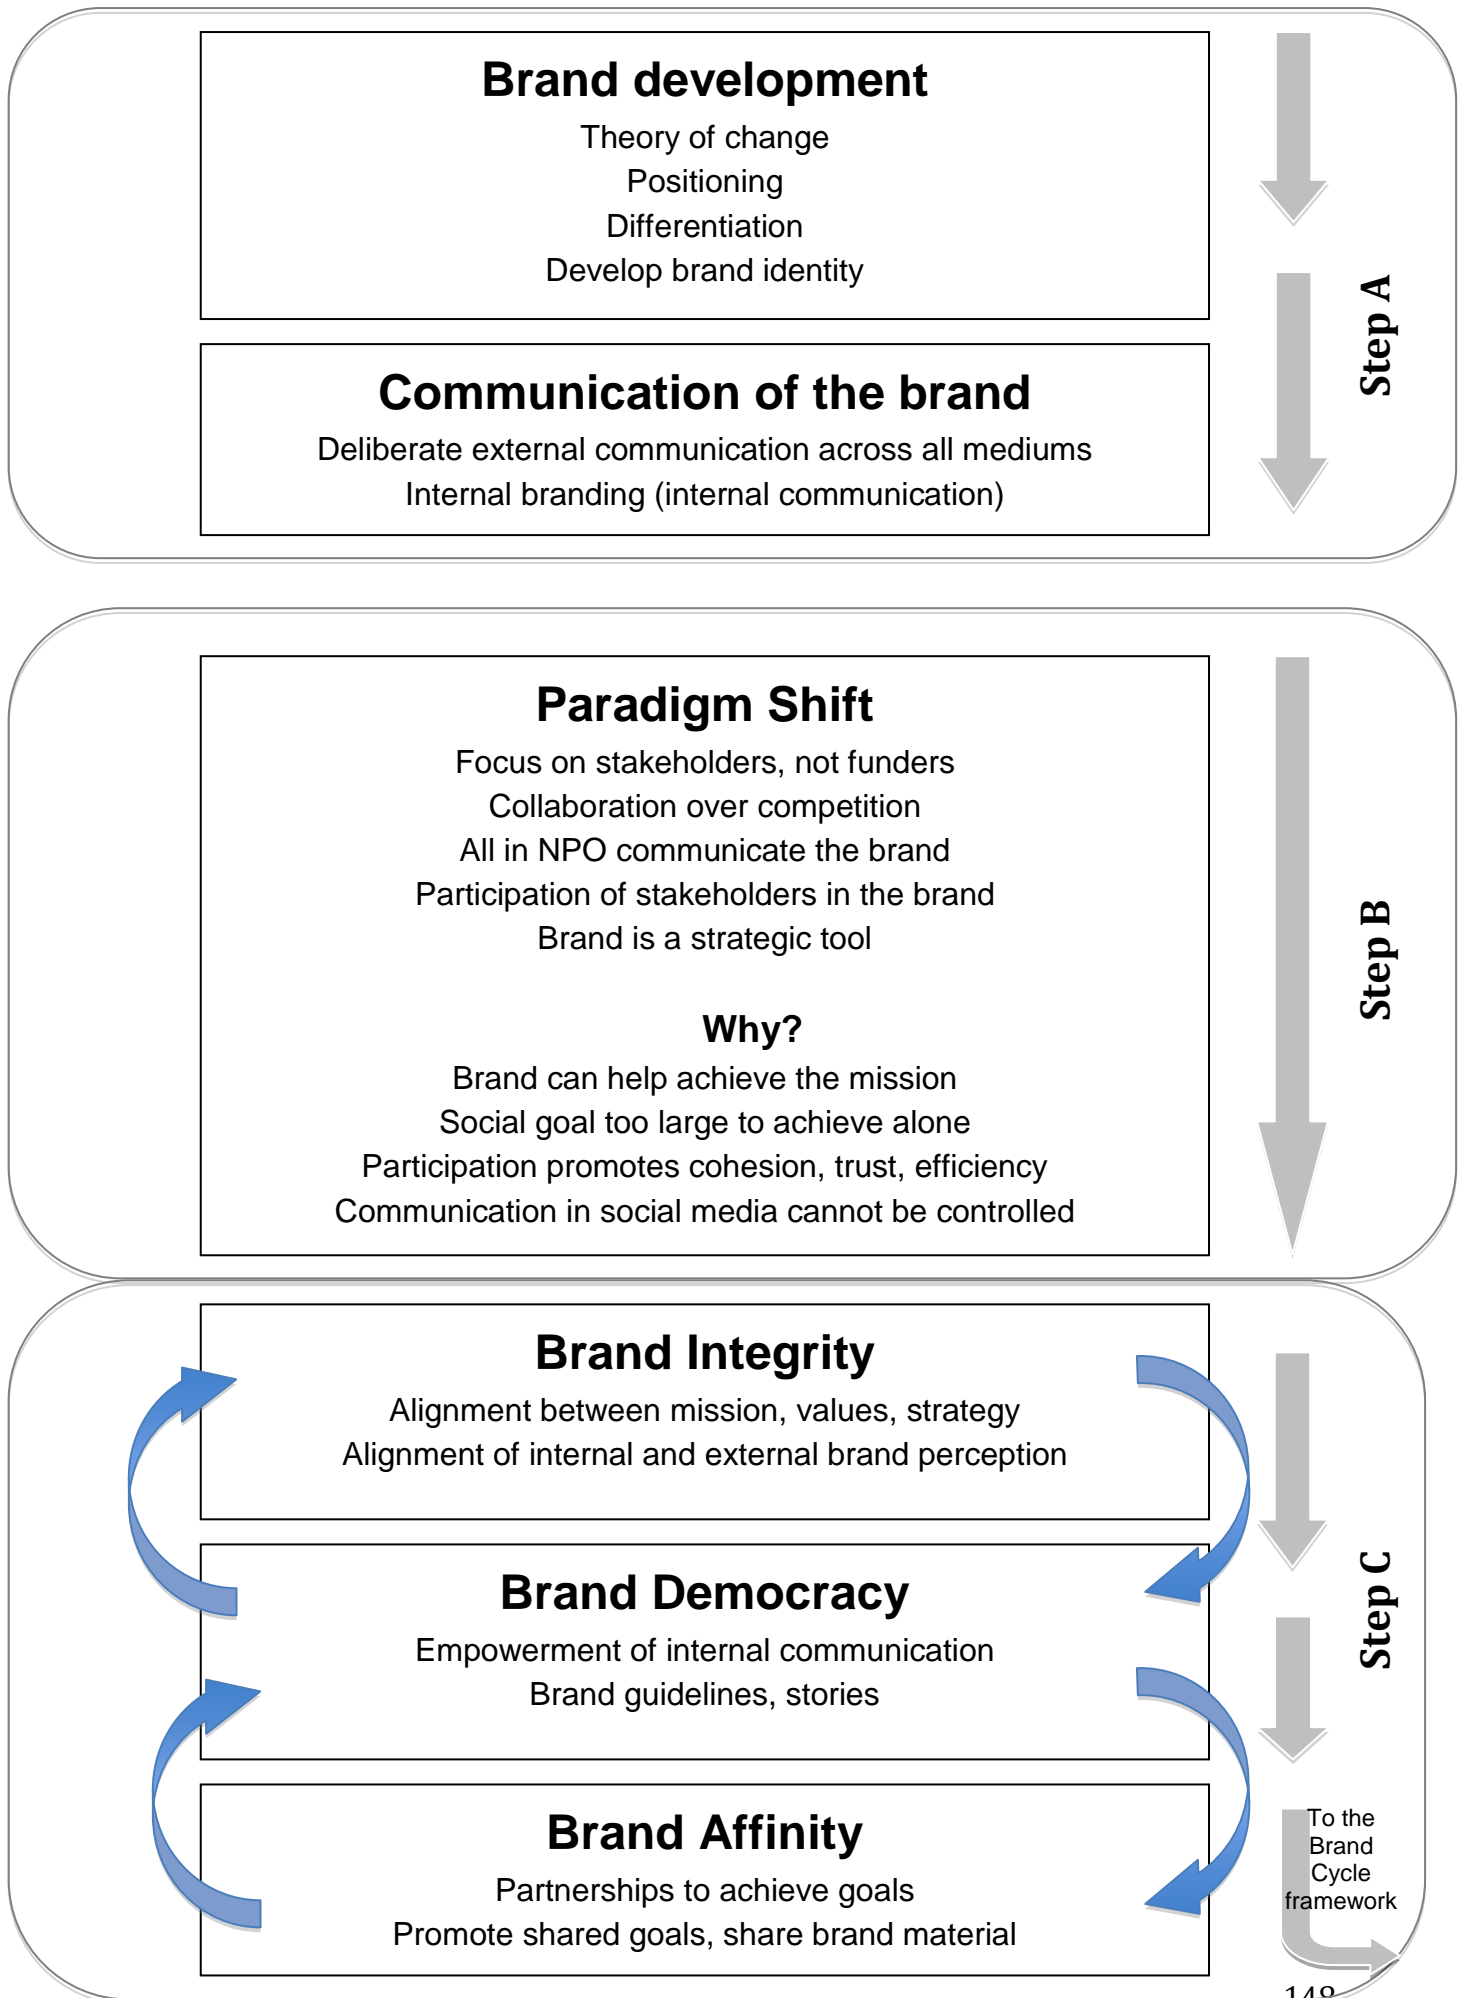 Brand development
Theory of change
Positioning
Differentiation
Develop brand identity
Communication of the brand
Deliberate external communication across all mediums
Internal branding (internal communication)
Step A
Paradigm Shift
Focus on stakeholders, not funders
Collaboration over competition
All in NPO communicate the brand
Participation of stakeholders in the brand
Brand is a strategic tool
Why?
Brand can help achieve the mission
Social goal too large to achieve alone
Participation promotes cohesion, trust, efficiency
Communication in social media cannot be controlled
Step B
Brand Integrity
Alignment between mission, values, strategy
Alignment of internal and external brand perception
Brand Democracy
Empowerment of internal communication
Brand guidelines, stories
Brand Affinity
Partnerships to achieve goals
Promote shared goals, share brand material
Step C
To the
Brand
Cycle
framework
148